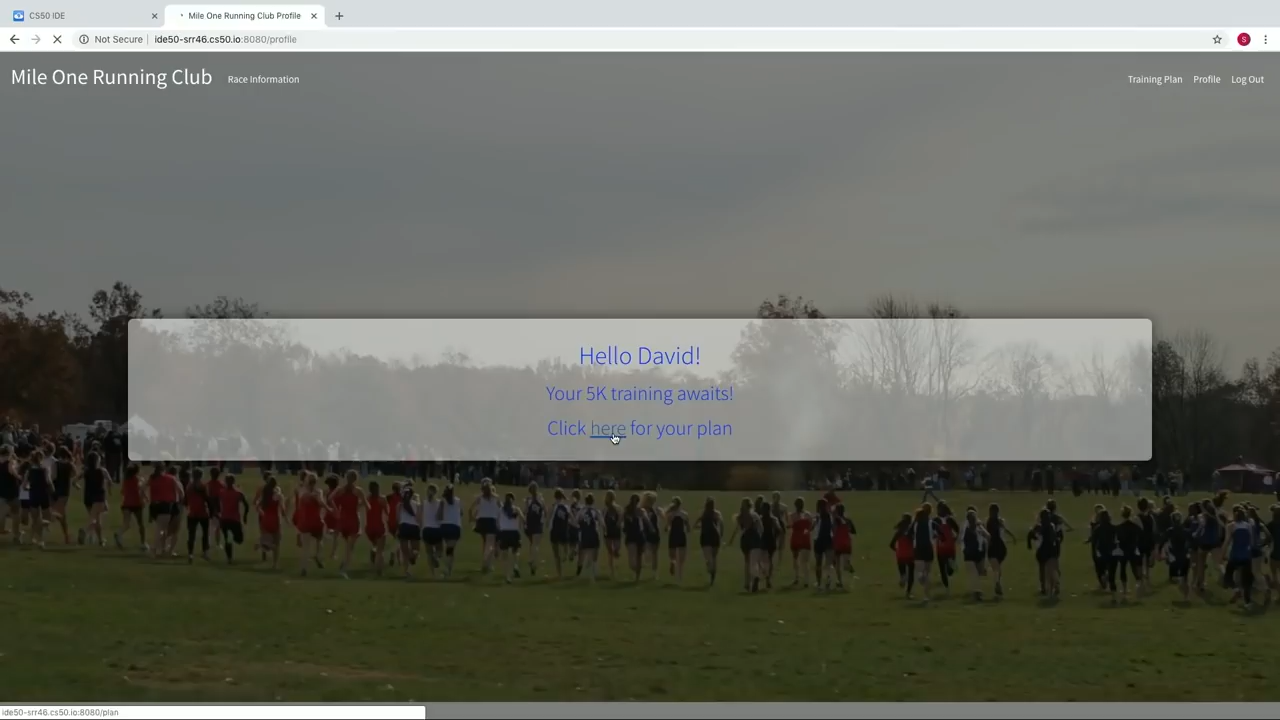 CS50 IDE
Mile One Running Club Profile
Not Secure
ide50-srr46.cs50.io:8080/profile
S
Mile One Running Club
Race Information
Training Plan
Profile
Log Out
Hello David!
Your 5K training awaits!
Click here for your plan
ide50-srr46.cs50.io:8080/plan